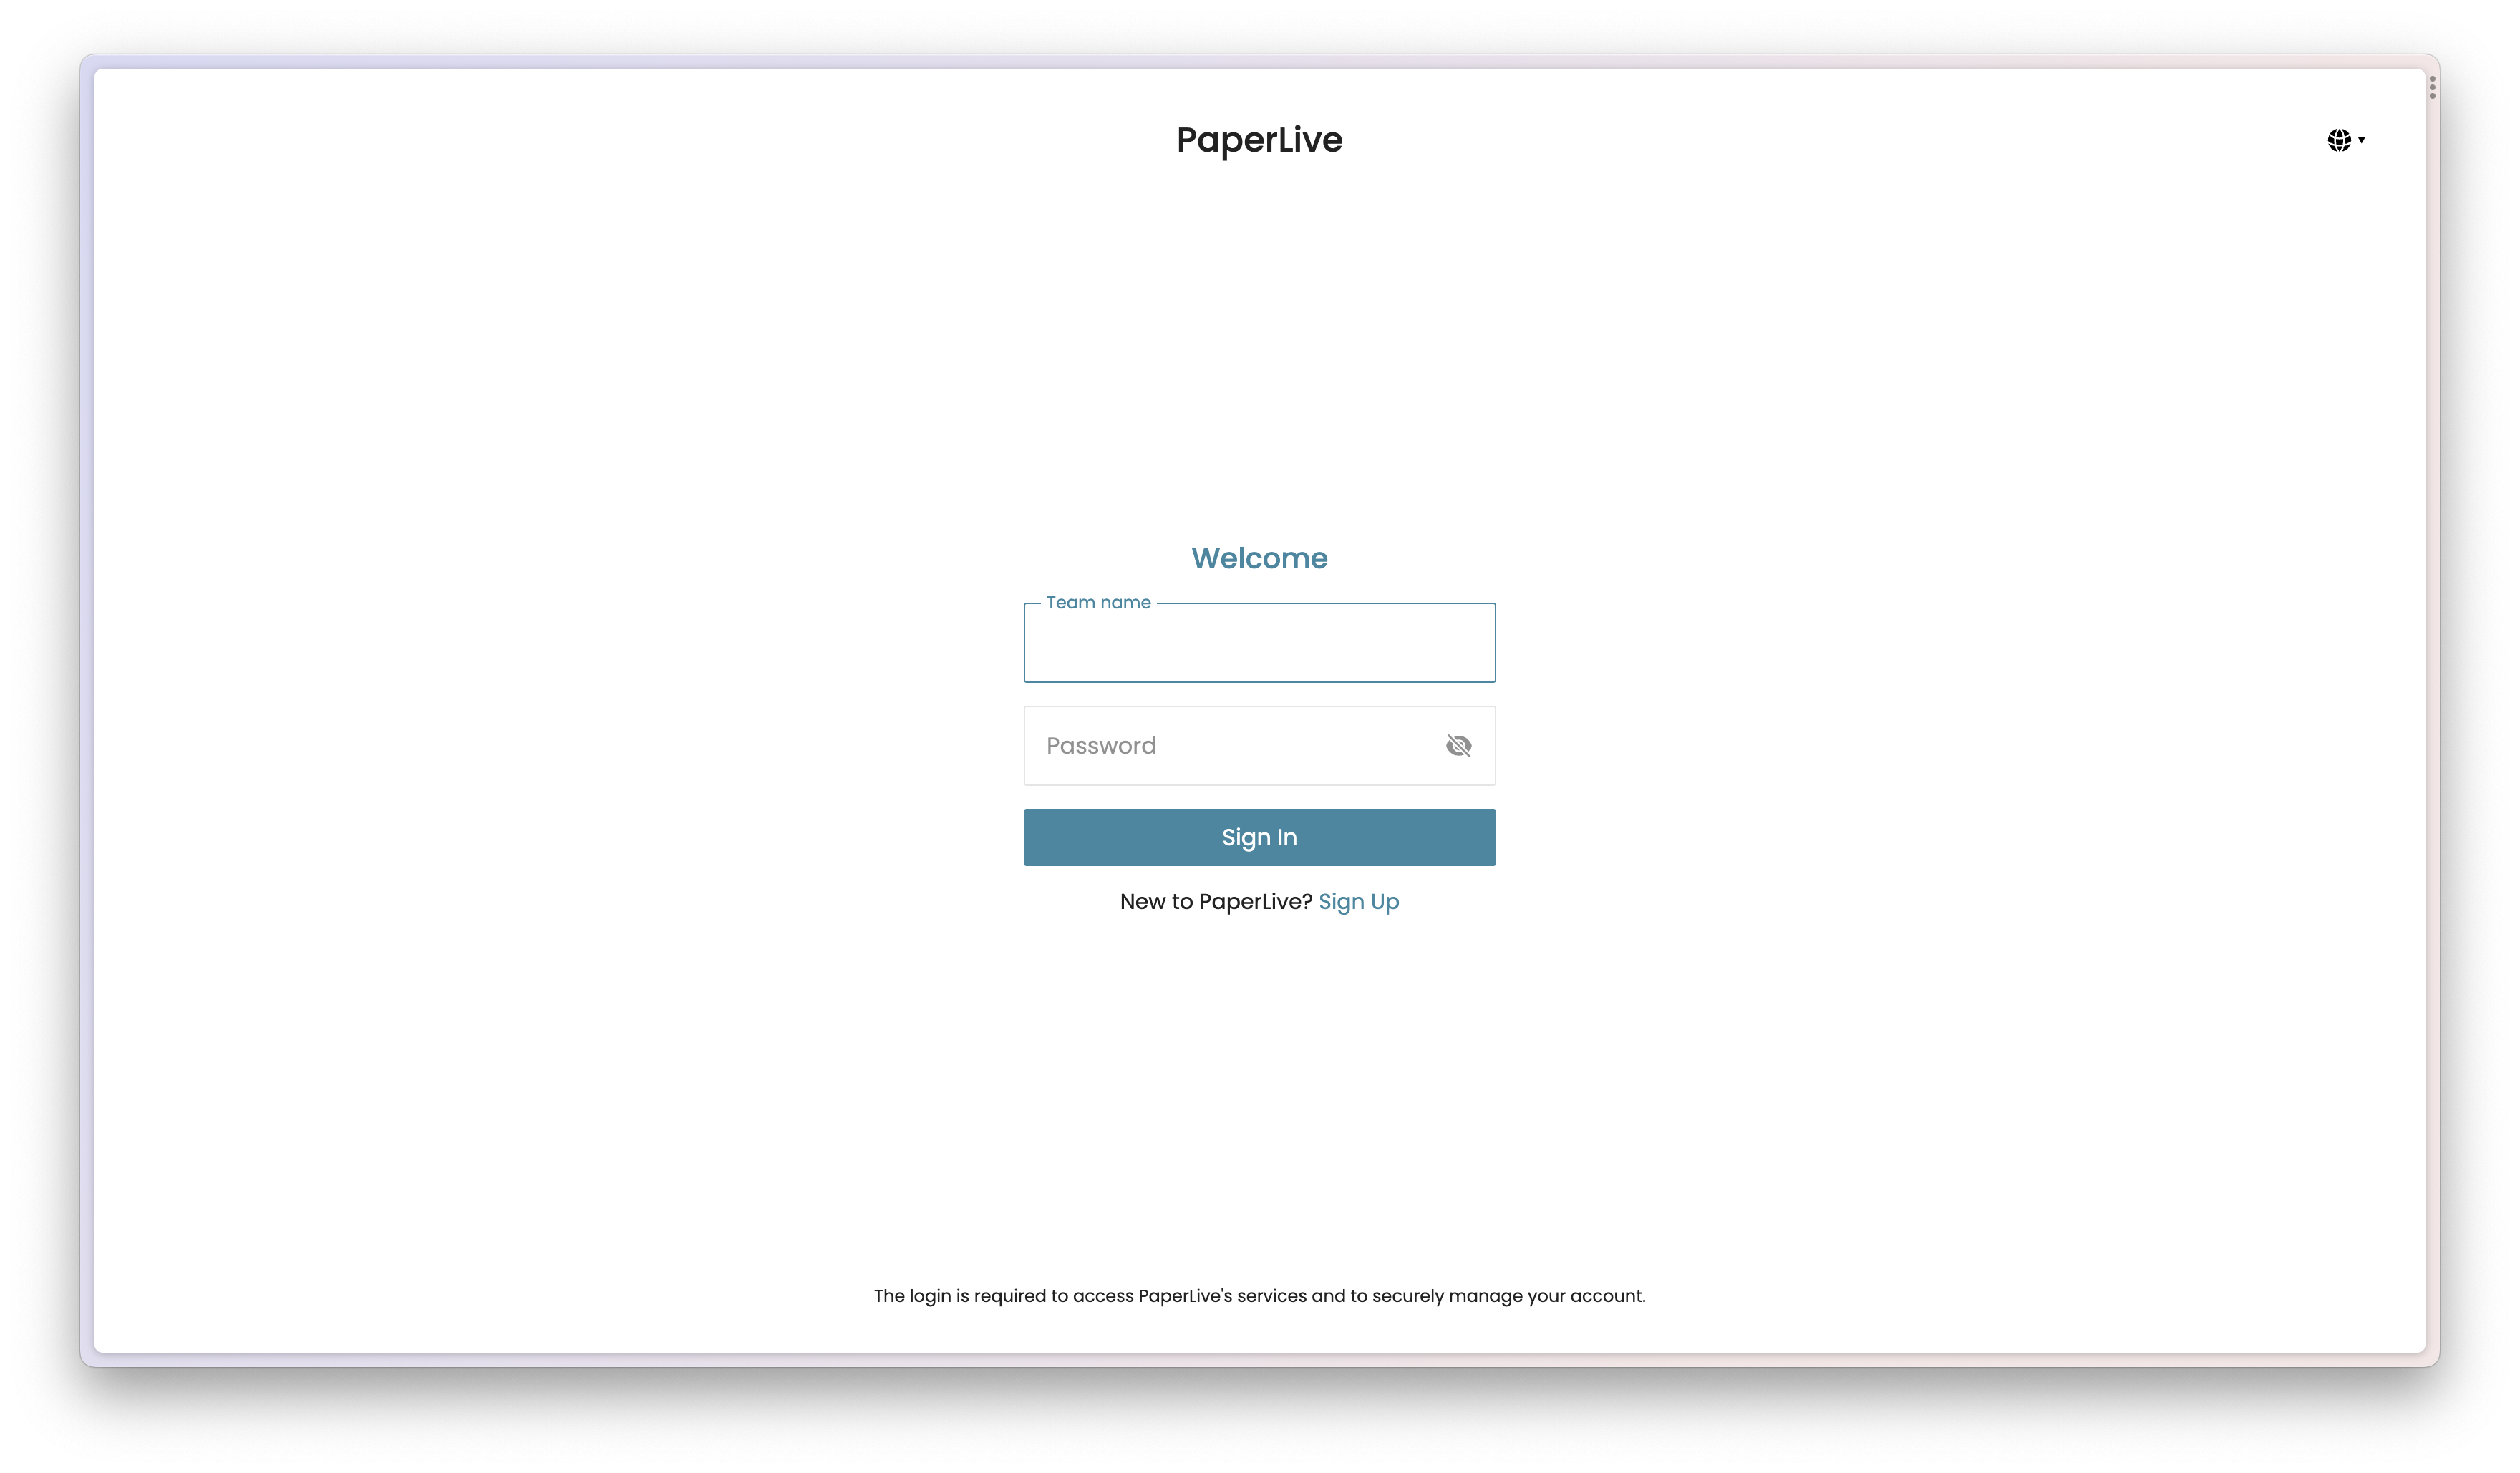 PaperLive
Welcome
Team name
Password
Sign In
New to PaperLive? Sign Up
The login is required to access PaperLive's services and to securely manage your account.